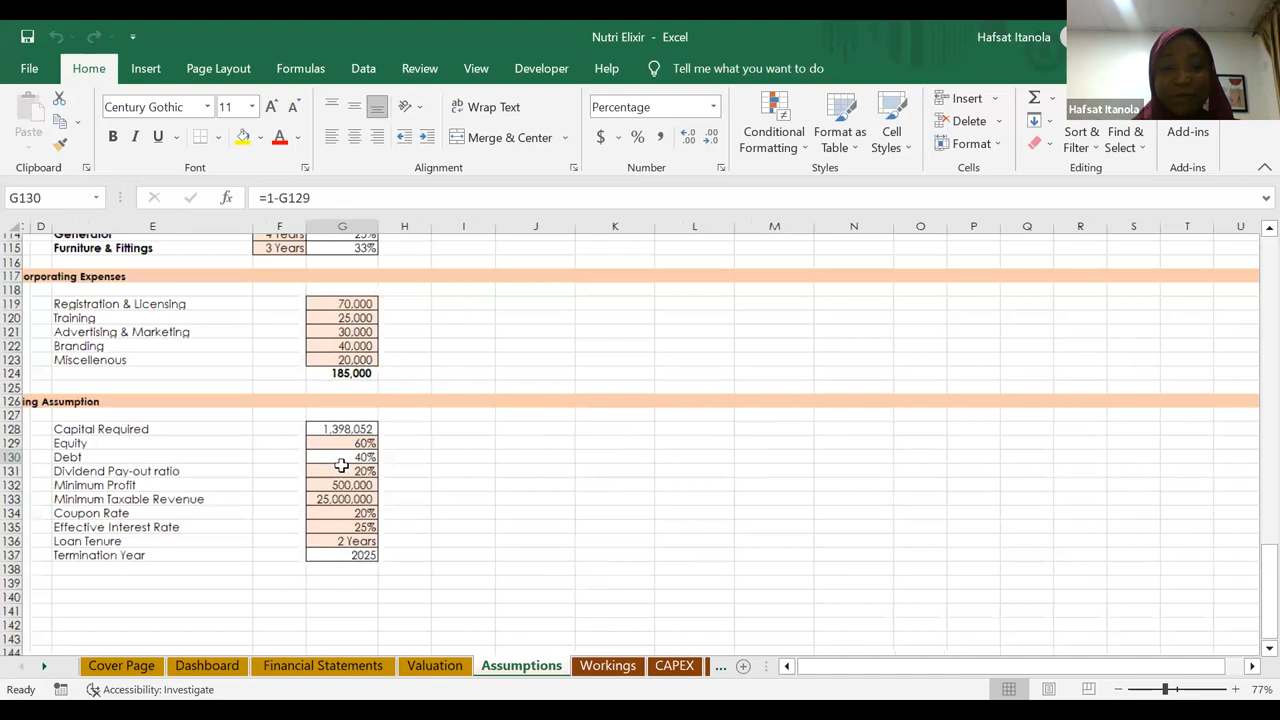 Nutri Elixir - Excel
Hafsat Itanola
File Home Insert Page Layout Formulas Data Review View Developer Help Tell me what you want to do
Hafsat Itanola
Paste
Century Gothic 11
B I U
Wrap Text
Merge & Center
Percentage
$ % ,
Conditional Formatting
Format as Table
Cell Styles
Insert
Delete
Format
Sort & Filter
Find & Select
Add-ins
Clipboard Font Alignment Number Styles Cells Editing Add-ins
G130 fx =1-G129
D E F G H I J K L M N O P Q R S T U
114 Generator 4 Years 25%
115 Furniture & Fittings 3 Years 33%
116
117 orporating Expenses
118
119 Registration & Licensing 70,000
120 Training 25,000
121 Advertising & Marketing 30,000
122 Branding 40,000
123 Miscellenous 20,000
124 185,000
125
126 ing Assumption
127
128 Capital Required 1,398,052
129 Equity 60%
130 Debt 40%
131 Dividend Pay-out ratio 20%
132 Minimum Profit 500,000
133 Minimum Taxable Revenue 25,000,000
134 Coupon Rate 20%
135 Effective Interest Rate 25%
136 Loan Tenure 2 Years
137 Termination Year 2025
138
139
140
141
142
143
144
Cover Page Dashboard Financial Statements Valuation Assumptions Workings CAPEX ...
Ready Accessibility: Investigate 77%